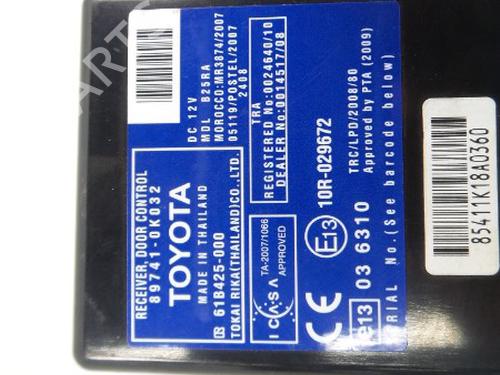 RECEIVER, DOOR CONTROL
89741-0K032
TOYOTA
MADE IN THAILAND
61B425-000
TOKAI RIKA(THAILAND)CO.,LTD.
DC 12V
MDL B25RA
MOROCCO:MR3874/2007
05119/POSTEL/2007
2408
TRA
REGISTERED No:0024640/10
DEALER No:0014517/08
ICASA
TA-2007/1066
APPROVED
E13
10R-029672
TRC/LPD/2008/80
Approved by PTA (2009)
CE
e13
03 6310
SERIAL No.(See barcode below)
85411K18A0360